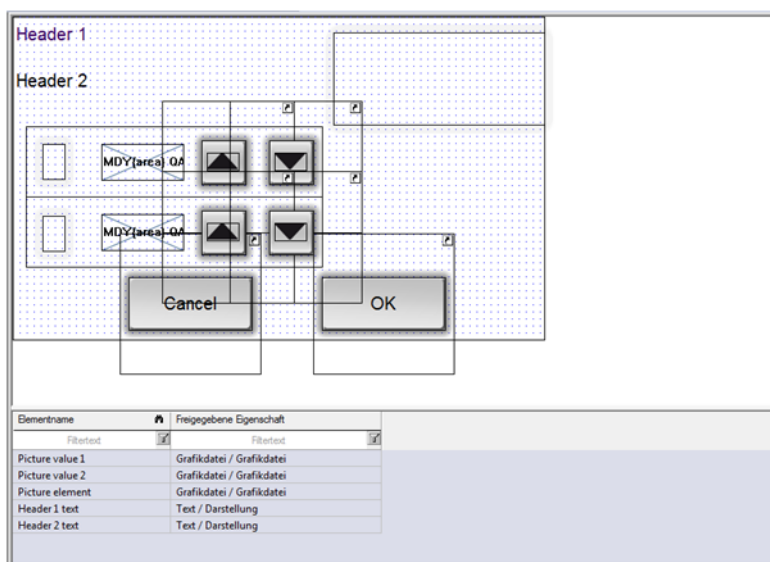 Header 1
Header 2
MDY(area) QA
MDY(area) QA
Cancel OK
Elementname Freigegebene Eigenschaft
Filtertext Filtertext
Picture value 1 Grafikdatei / Grafikdatei
Picture value 2 Grafikdatei / Grafikdatei
Picture element Grafikdatei / Grafikdatei
Header 1 text Text / Darstellung
Header 2 text Text / Darstellung